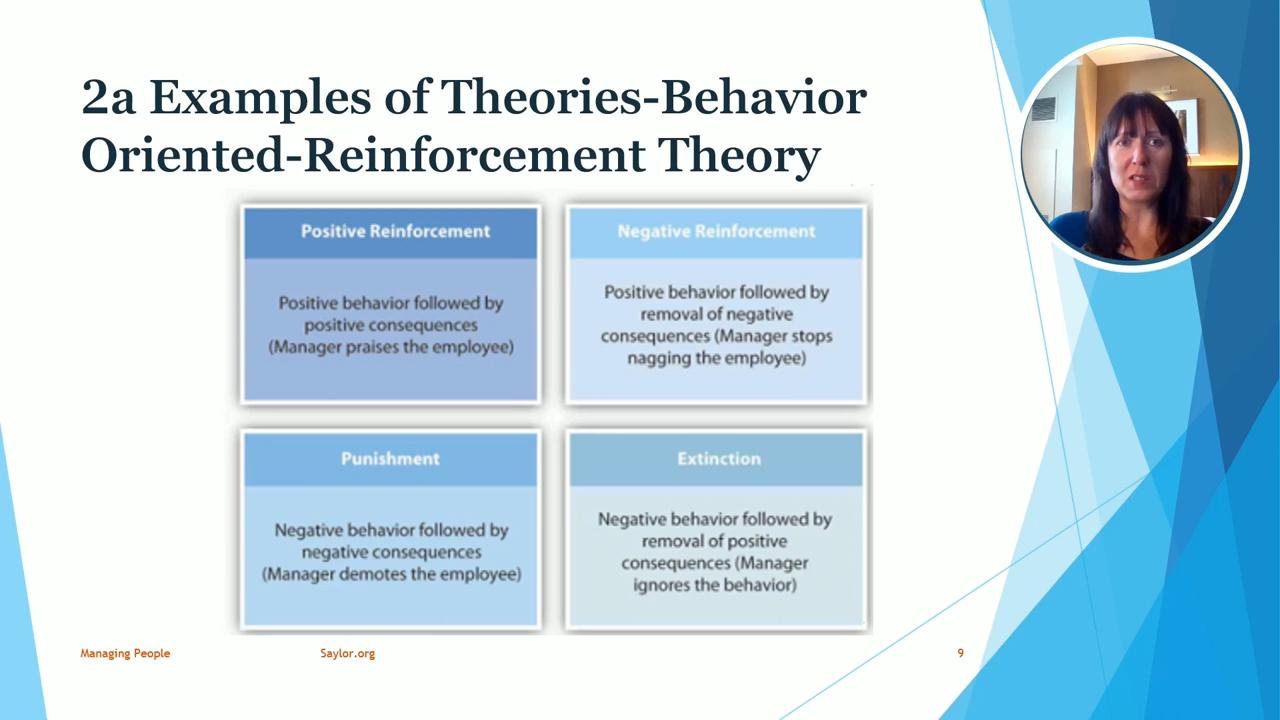 2a Examples of Theories-Behavior
Oriented-Reinforcement Theory
Positive Reinforcement
Positive behavior followed by
positive consequences
(Manager praises the employee)
Negative Reinforcement
Positive behavior followed by
removal of negative
consequences (Manager stops
nagging the employee)
Punishment
Negative behavior followed by
negative consequences
(Manager demotes the employee)
Extinction
Negative behavior followed by
removal of positive
consequences (Manager
ignores the behavior)
Managing People
Saylor.org
9